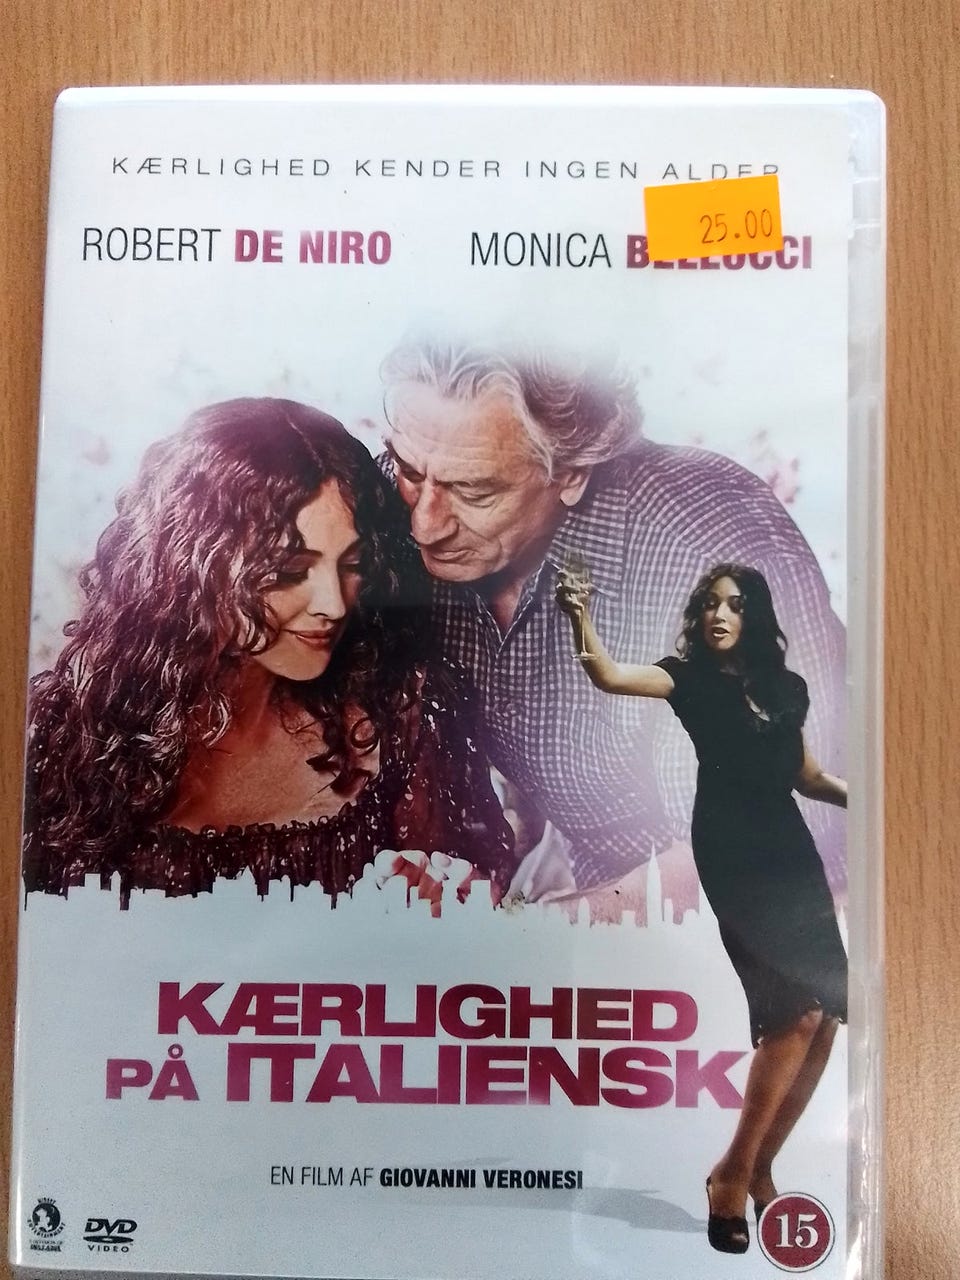 KÆRLIGHED KENDER INGEN ALDER
25.00
ROBERT DE NIRO MONICA BELLUCCI
KÆRLIGHED
PÅ ITALIENSK
EN FILM AF GIOVANNI VERONESI
DVD
VIDEO
15